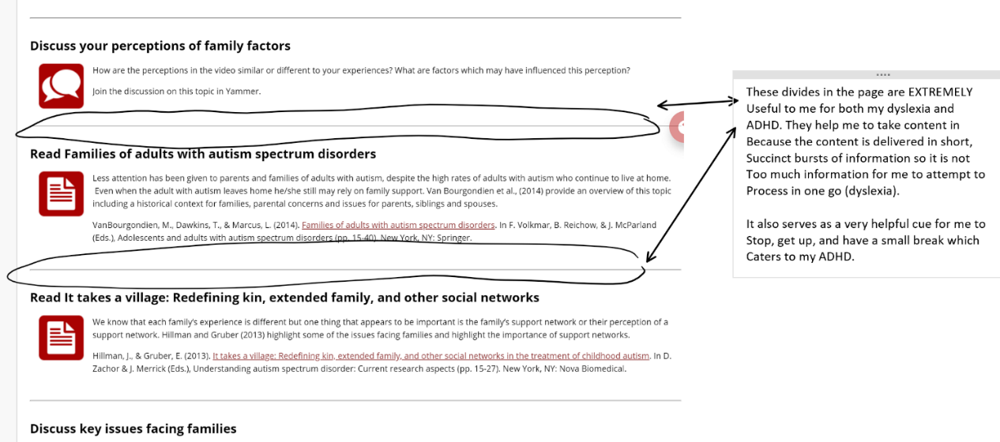 Discuss your perceptions of family factors
How are the perceptions in the video similar or different to your experiences? What are factors which may have influenced this perception?
Join the discussion on this topic in Yammer.
Read Families of adults with autism spectrum disorders
Less attention has been given to parents and families of adults with autism, despite the high rates of adults with autism who continue to live at home.
Even when the adult with autism leaves home he/she still may rely on family support. Van Bourgondien et al., (2014) provide an overview of this topic
including a historical context for families, parental concerns and issues for parents, siblings and spouses.
VanBourgondien, M., Dawkins, T., & Marcus, L. (2014). Families of adults with autism spectrum disorders. In F. Volkmar, B. Reichow, & J. McParland
(Eds.), Adolescents and adults with autism spectrum disorders (pp. 15-40). New York, NY: Springer.
Read It takes a village: Redefining kin, extended family, and other social networks
We know that each family's experience is different but one thing that appears to be important is the family's support network or their perception of a
support network. Hillman and Gruber (2013) highlight some of the issues facing families and highlight the importance of support networks.
Hillman, J., & Gruber, E. (2013). It takes a village: Redefining kin, extended family, and other social networks in the treatment of childhood autism. In D.
Zachor & J. Merrick (Eds.), Understanding autism spectrum disorder: Current research aspects (pp. 15-27). New York, NY: Nova Biomedical.
Discuss key issues facing families
These divides in the page are EXTREMELY
Useful to me for both my dyslexia and
ADHD. They help me to take content in
Because the content is delivered in short,
Succinct bursts of information so it is not
Too much information for me to attempt to
Process in one go (dyslexia).
It also serves as a very helpful cue for me to
Stop, get up, and have a small break which
Caters to my ADHD.